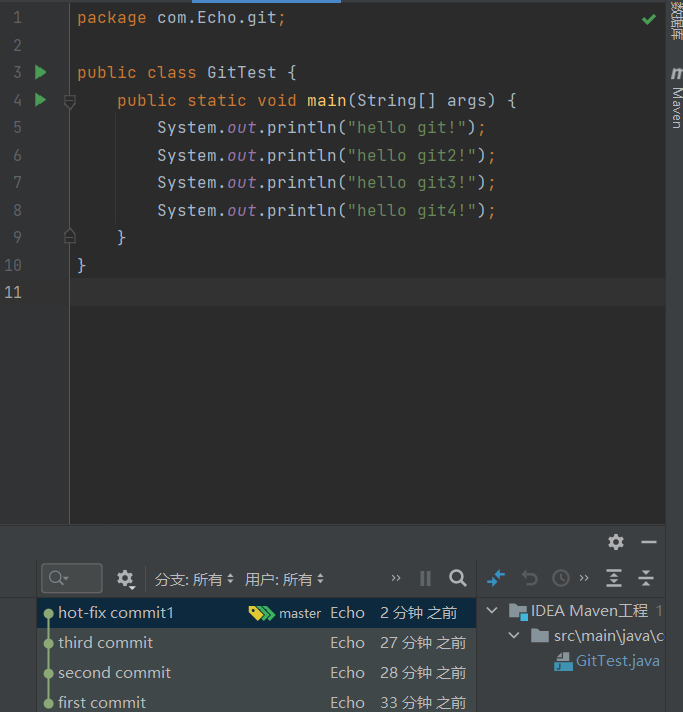 1 package com.Echo.git;
2
3 public class GitTest {
4 public static void main(String[] args) {
5 System.out.println("hello git!");
6 System.out.println("hello git2!");
7 System.out.println("hello git3!");
8 System.out.println("hello git4!");
9 }
10 }
11
数据库
m Maven
分支: 所有 用户: 所有
hot-fix commit1 master Echo 2 分钟 之前
third commit Echo 27 分钟 之前
second commit Echo 28 分钟 之前
first commit Echo 33 分钟 之前
IDEA Maven工程 1
src\main\java\c
GitTest.java